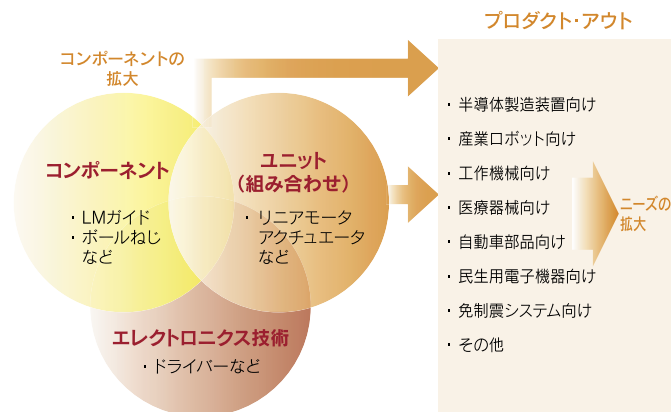 プロダクト・アウト
コンポーネントの
拡大
コンポーネント
・LMガイド
・ボールねじ
など
ユニット
（組み合わせ）
・リニアモータ
アクチュエータ
など
エレクトロニクス技術
・ドライバーなど
・半導体製造装置向け
・産業ロボット向け
・工作機械向け
・医療器械向け
・自動車部品向け
・民生用電子機器向け
・免制震システム向け
・その他
ニーズの
拡大